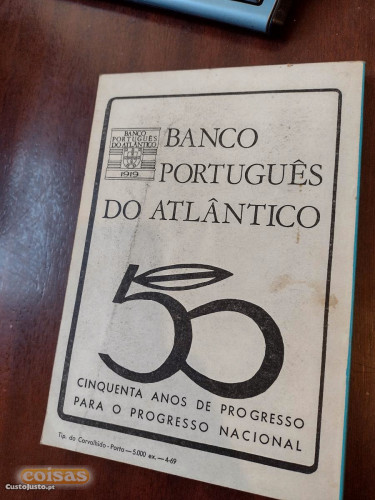 BANCO
PORTUGUÊS
DO ATLÂNTICO
1919
BANCO
PORTUGUÊS
DO ATLÂNTICO
50
CINQUENTA ANOS DE PROGRESSO
PARA O PROGRESSO NACIONAL
Tip. do Carvalhido - Porto - 5.000 ex. - 4-69
coisas
CustoJusto.pt